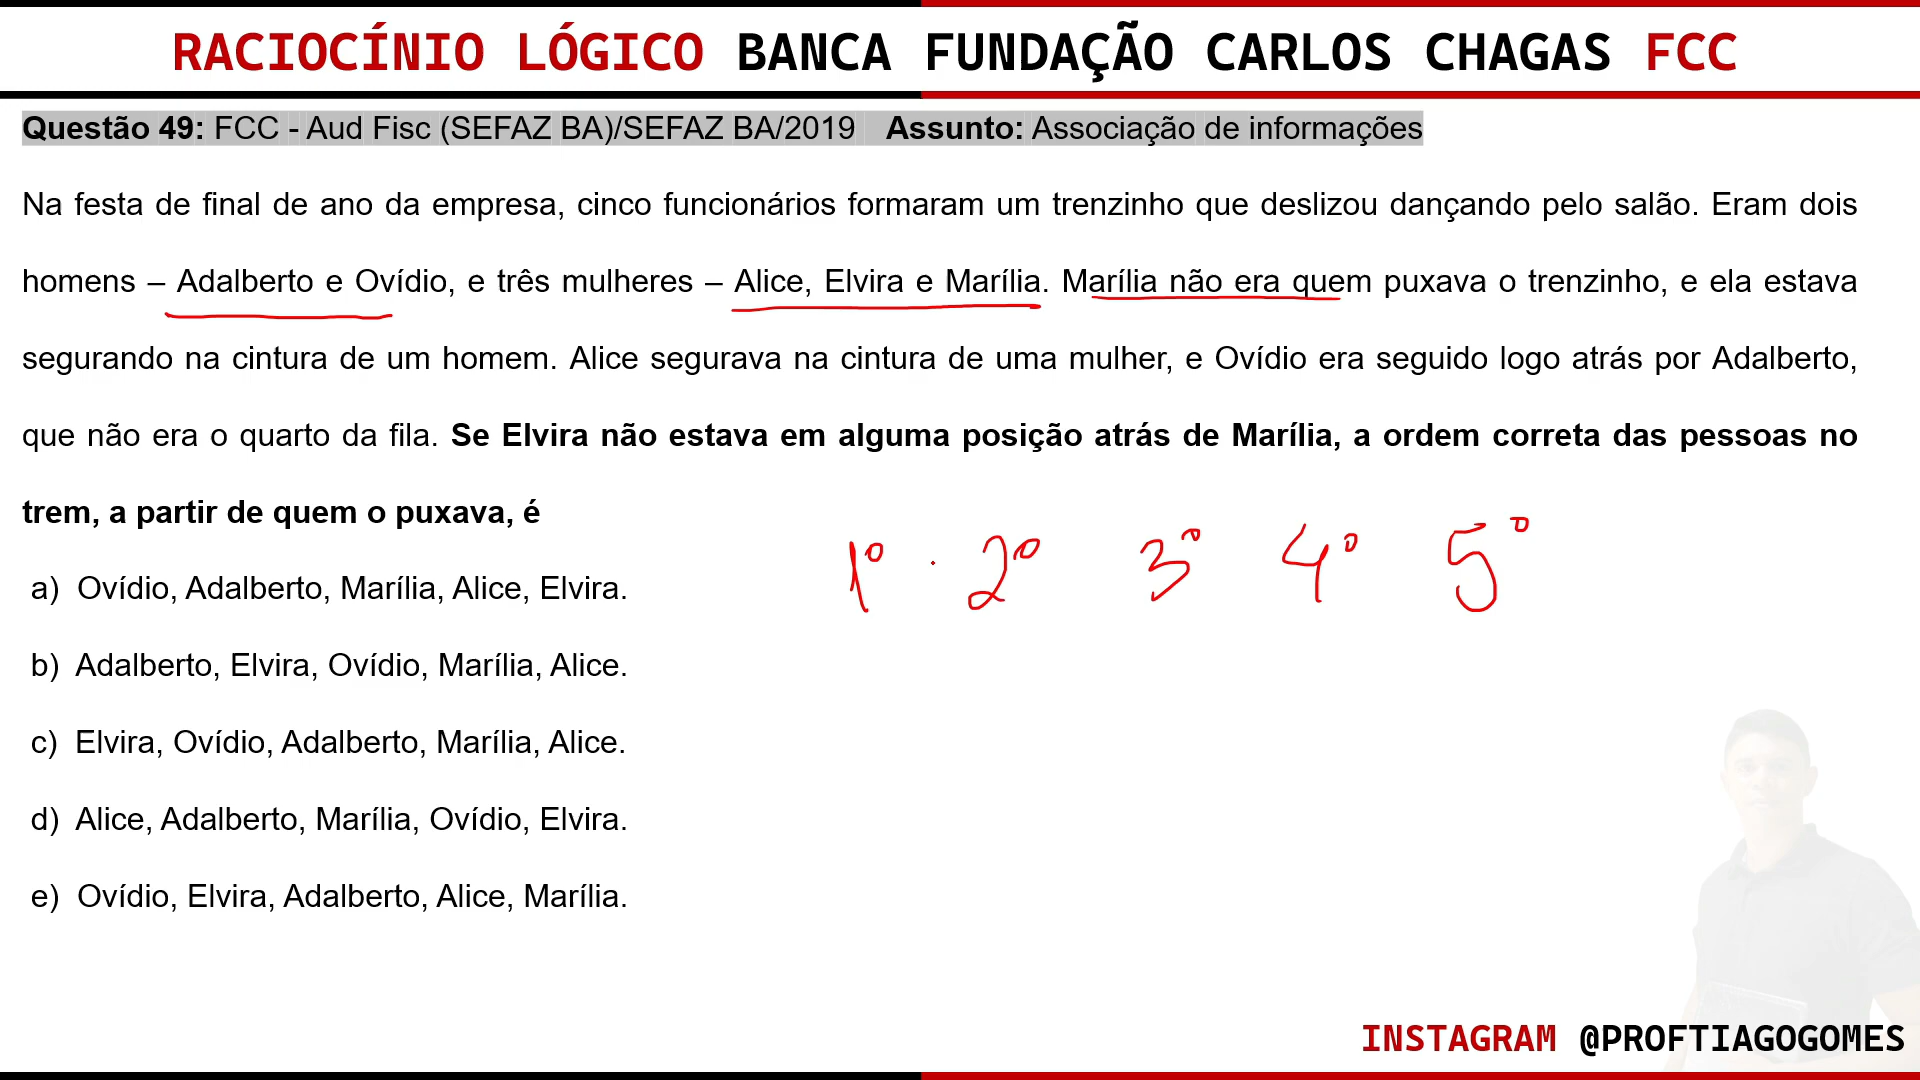 RACIOCÍNIO LÓGICO BANCA FUNDAÇÃO CARLOS CHAGAS FCC
Questão 49: FCC - Aud Fisc (SEFAZ BA)/SEFAZ BA/2019 Assunto: Associação de informações
Na festa de final de ano da empresa, cinco funcionários formaram um trenzinho que deslizou dançando pelo salão. Eram dois
homens – Adalberto e Ovídio, e três mulheres – Alice, Elvira e Marília. Marília não era quem puxava o trenzinho, e ela estava
segurando na cintura de um homem. Alice segurava na cintura de uma mulher, e Ovídio era seguido logo atrás por Adalberto,
que não era o quarto da fila. Se Elvira não estava em alguma posição atrás de Marília, a ordem correta das pessoas no
trem, a partir de quem o puxava, é
1º 2º 3º 4º 5º
a) Ovídio, Adalberto, Marília, Alice, Elvira.
b) Adalberto, Elvira, Ovídio, Marília, Alice.
c) Elvira, Ovídio, Adalberto, Marília, Alice.
d) Alice, Adalberto, Marília, Ovídio, Elvira.
e) Ovídio, Elvira, Adalberto, Alice, Marília.
INSTAGRAM @PROFTIAGOGOMES